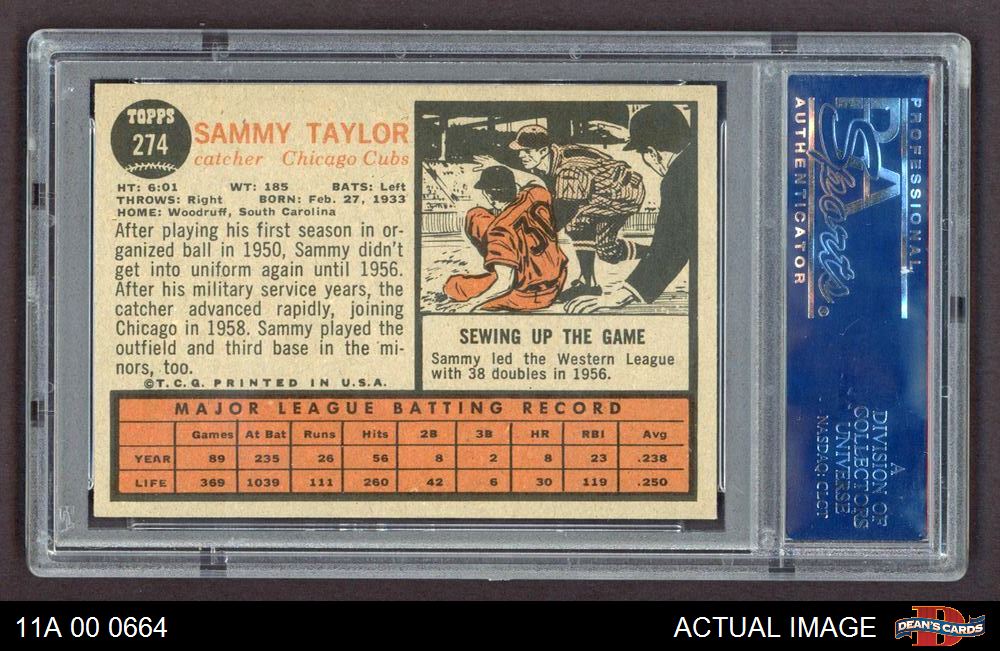 TOPPS
274
SAMMY TAYLOR
catcher Chicago Cubs
HT: 6:01 WT: 185 BATS: Left
THROWS: Right BORN: Feb. 27, 1933
HOME: Woodruff, South Carolina
After playing his first season in or-
ganized ball in 1950, Sammy didn't
get into uniform again until 1956.
After his military service years, the
catcher advanced rapidly, joining
Chicago in 1958. Sammy played the
outfield and third base in the mi-
nors, too.
©T.C.G. PRINTED IN U.S.A.
50
SEWING UP THE GAME
Sammy led the Western League
with 38 doubles in 1956.
MAJOR LEAGUE BATTING RECORD
Games At Bat Runs Hits 2B 3B HR RBI Avg
YEAR 89 235 26 56 8 2 8 23 .238
LIFE 369 1039 111 260 42 6 30 119 .250
PROFESSIONAL
PSA
Sports
®
AUTHENTICATOR
A
DIVISION OF
COLLECTORS
UNIVERSE
NASDAQ: CLCT
11A 00 0664
ACTUAL IMAGE
DEAN'S CARDS